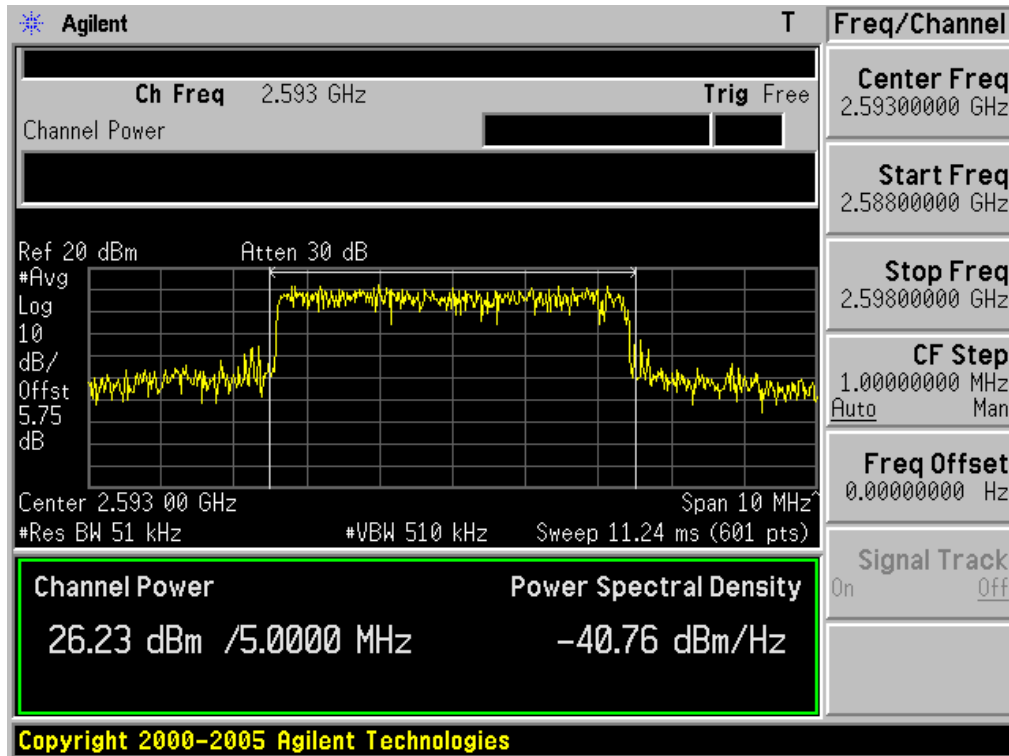 Agilent T
Ch Freq 2.593 GHz Trig Free
Channel Power
Ref 20 dBm Atten 30 dB
#Avg
Log
10
dB/
Offst
5.75
dB
Center 2.593 00 GHz Span 10 MHz^
#Res BW 51 kHz #VBW 510 kHz Sweep 11.24 ms (601 pts)
Channel Power Power Spectral Density
26.23 dBm /5.0000 MHz -40.76 dBm/Hz
Copyright 2000-2005 Agilent Technologies
Freq/Channel
Center Freq
2.59300000 GHz
Start Freq
2.58800000 GHz
Stop Freq
2.59800000 GHz
CF Step
1.00000000 MHz
Auto Man
Freq Offset
0.00000000 Hz
Signal Track
On Off